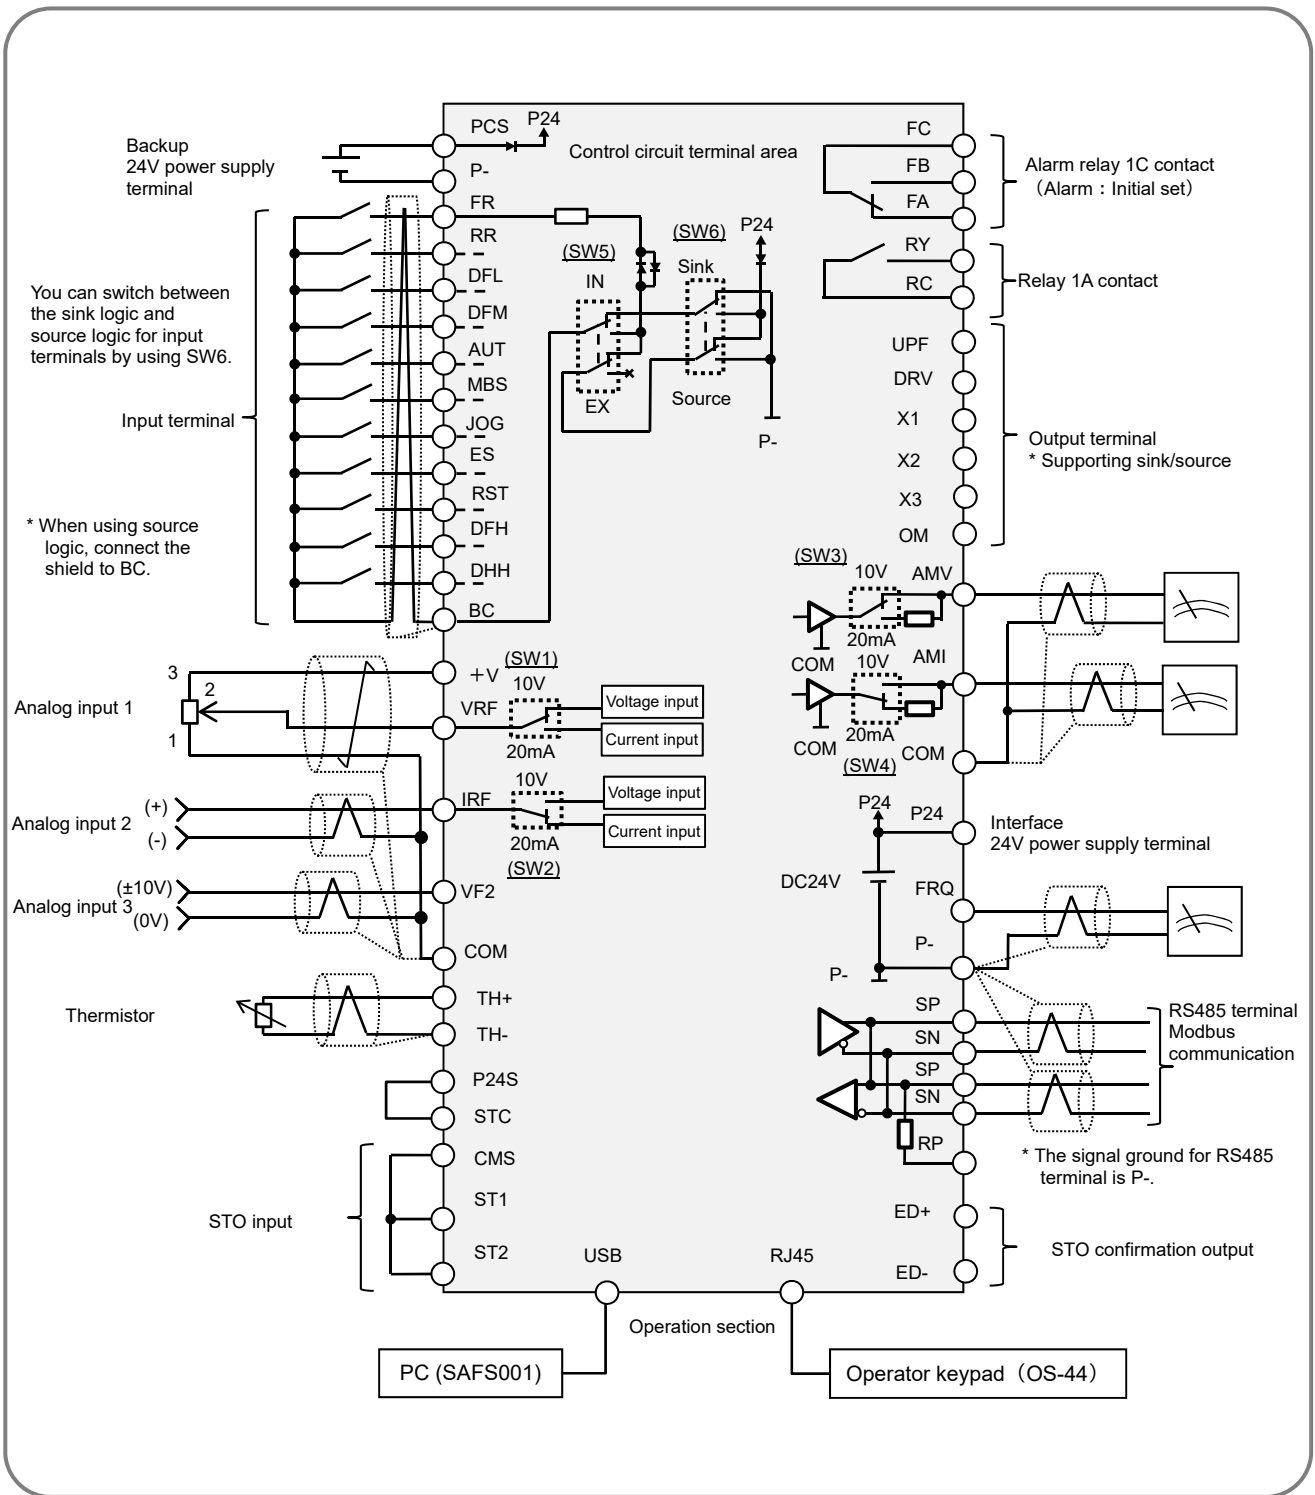 Control circuit terminal area
Backup
24V power supply
terminal
PCS
P24
P-
FR
RR
DFL
DFM
AUT
MBS
JOG
ES
RST
DFH
DHH
BC
You can switch between
the sink logic and
source logic for input
terminals by using SW6.
Input terminal
* When using source
logic, connect the
shield to BC.
(SW5)
IN
EX
(SW6)
Sink
Source
P24
P-
Analog input 1
3
2
1
+V
VRF
(SW1)
10V
20mA
Voltage input
Current input
Analog input 2
(+)
(-)
IRF
10V
20mA
(SW2)
Voltage input
Current input
Analog input 3
(±10V)
(0V)
VF2
COM
Thermistor
TH+
TH-
P24S
STC
CMS
ST1
ST2
STO input
FC
FB
FA
Alarm relay 1C contact
(Alarm : Initial set)
RY
RC
Relay 1A contact
UPF
DRV
X1
X2
X3
OM
Output terminal
* Supporting sink/source
(SW3)
10V
AMV
20mA
COM
10V
AMI
20mA
COM
(SW4)
COM
P24
P24
Interface
24V power supply terminal
DC24V
FRQ
P-
P-
SP
SN
SP
SN
RP
RS485 terminal
Modbus
communication
* The signal ground for RS485
terminal is P-.
ED+
ED-
STO confirmation output
USB
RJ45
Operation section
PC (SAFS001)
Operator keypad (OS-44)